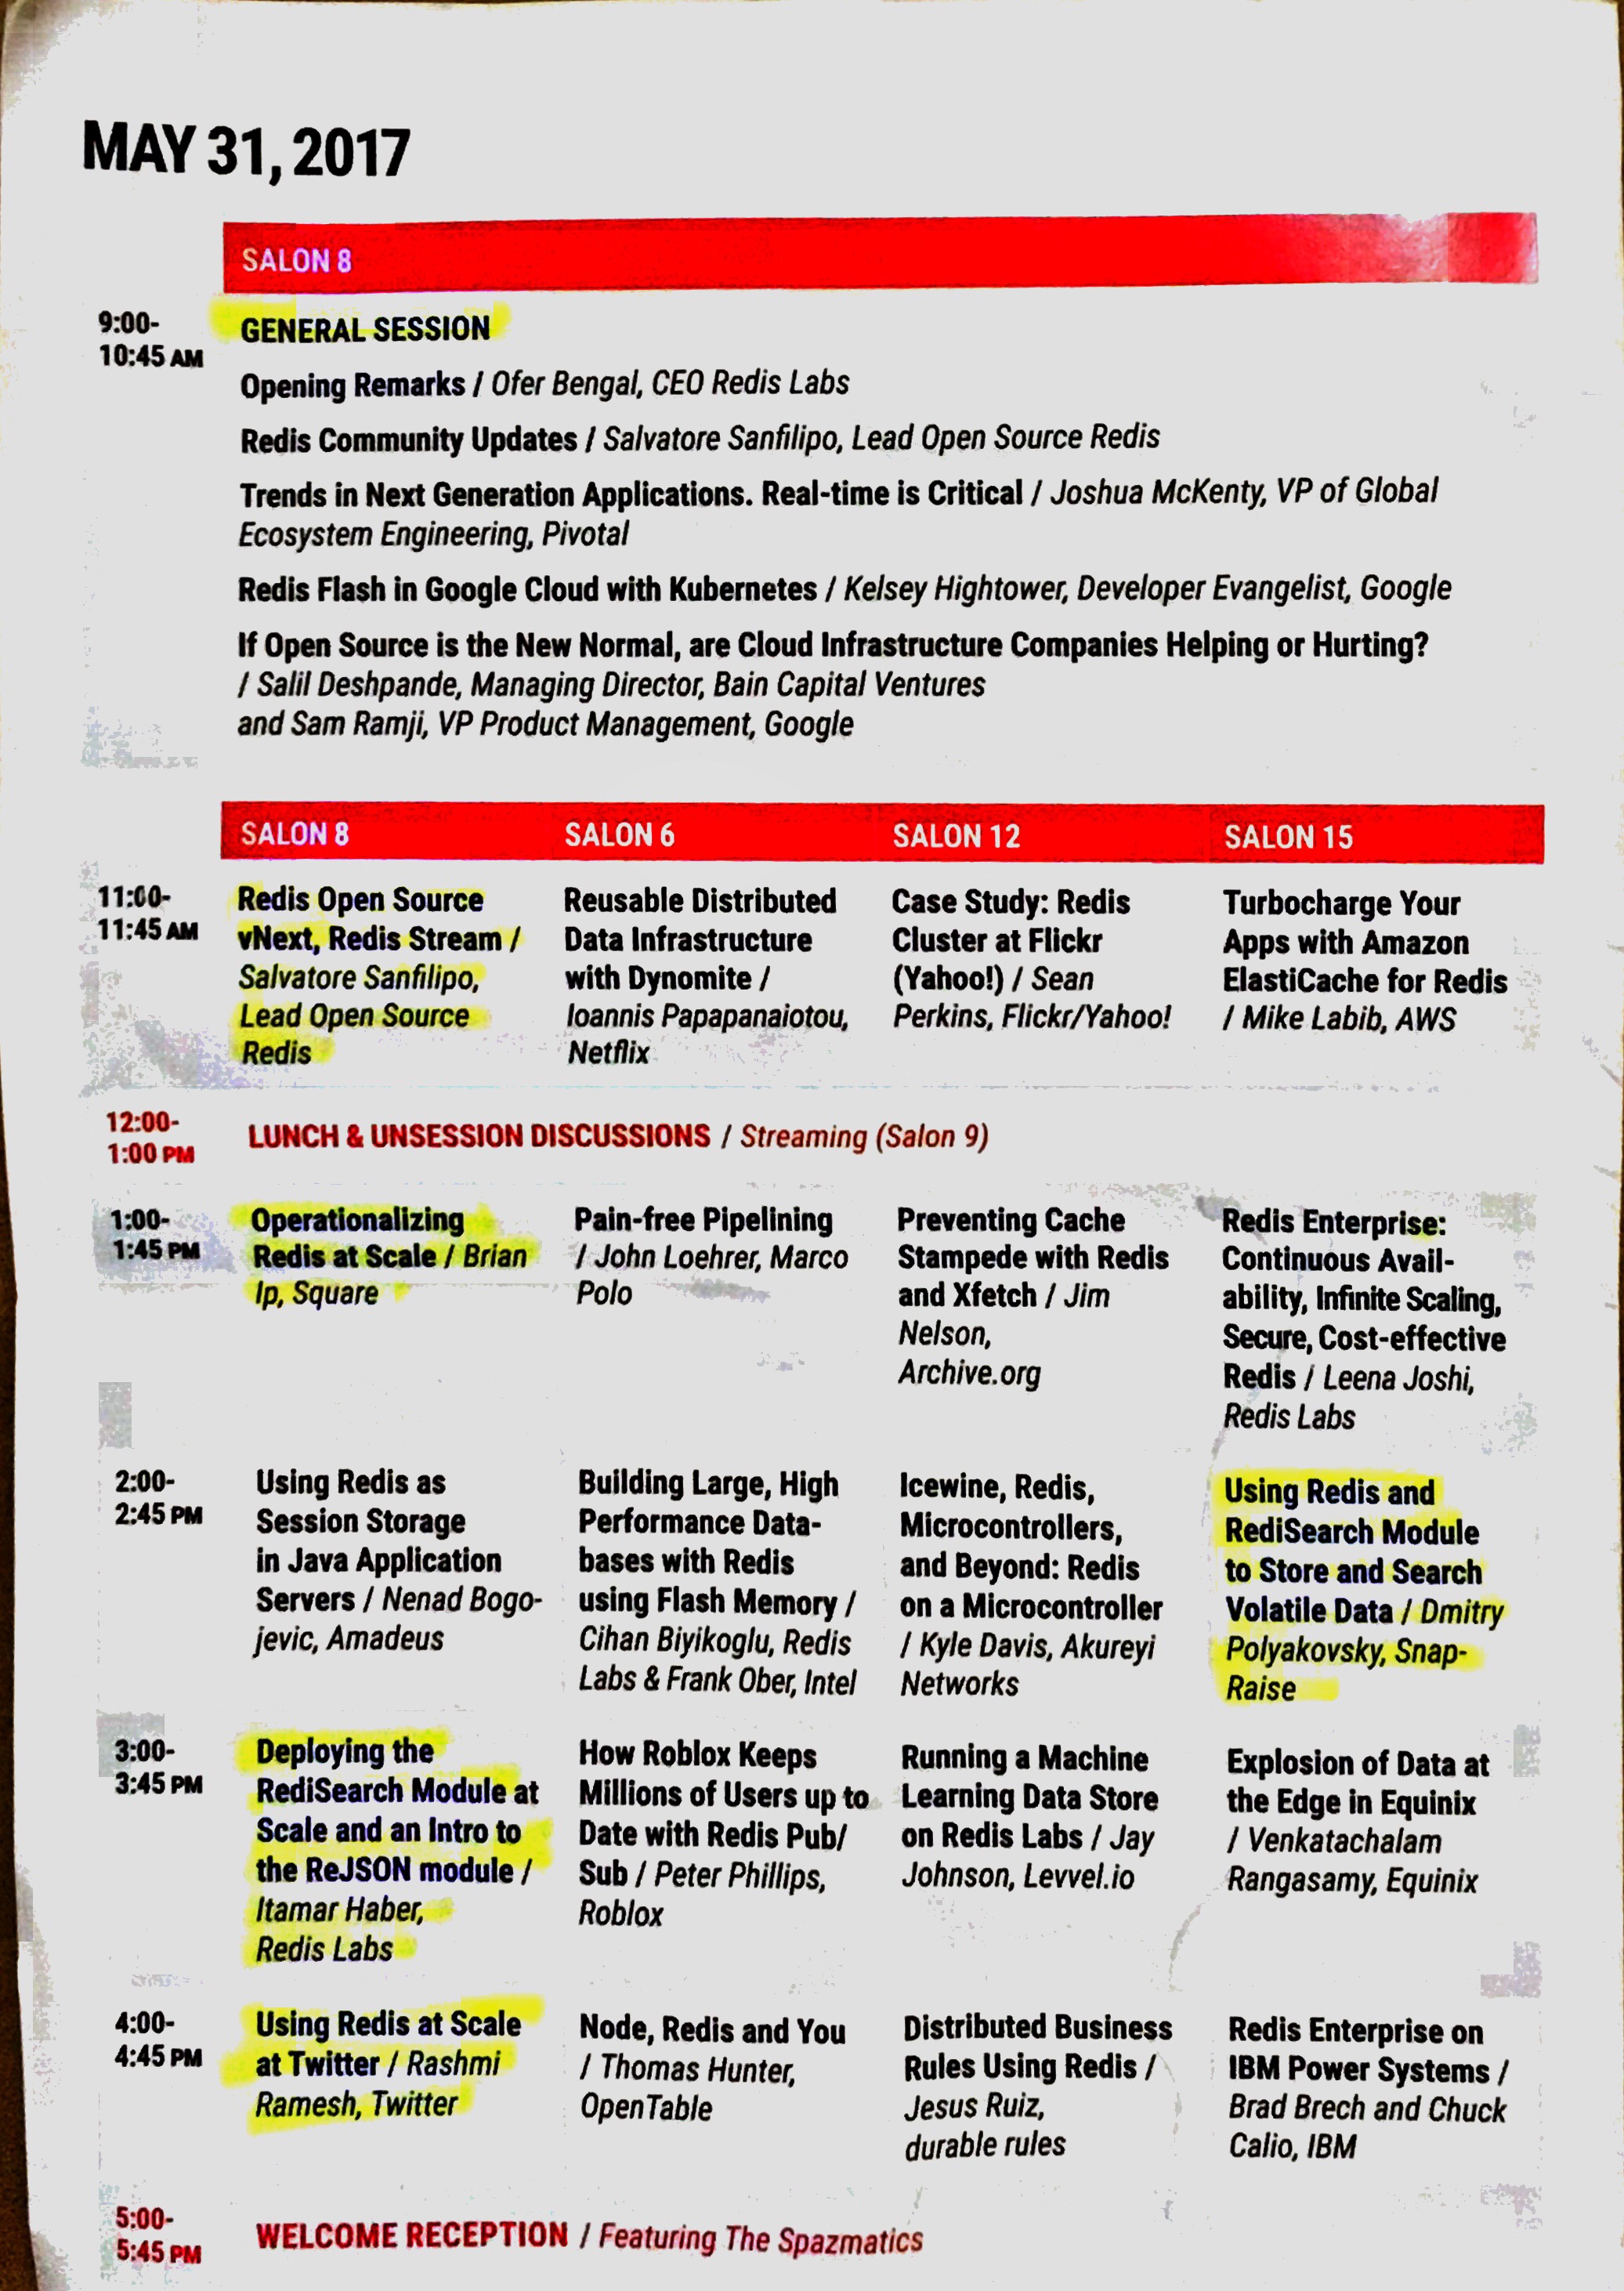 MAY 31, 2017
SALON 8
9:00-
10:45 AM
GENERAL SESSION
Opening Remarks / Ofer Bengal, CEO Redis Labs
Redis Community Updates / Salvatore Sanfilipo, Lead Open Source Redis
Trends in Next Generation Applications. Real-time is Critical / Joshua McKenty, VP of Global
Ecosystem Engineering, Pivotal
Redis Flash in Google Cloud with Kubernetes / Kelsey Hightower, Developer Evangelist, Google
If Open Source is the New Normal, are Cloud Infrastructure Companies Helping or Hurting?
/ Salil Deshpande, Managing Director, Bain Capital Ventures
and Sam Ramji, VP Product Management, Google
SALON 8
SALON 6
SALON 12
SALON 15
11:00-
11:45 AM
Redis Open Source
vNext, Redis Stream /
Salvatore Sanfilipo,
Lead Open Source
Redis
Reusable Distributed
Data Infrastructure
with Dynomite /
Ioannis Papapanaiotou,
Netflix
Case Study: Redis
Cluster at Flickr
(Yahoo!) / Sean
Perkins, Flickr/Yahoo!
Turbocharge Your
Apps with Amazon
ElastiCache for Redis
/ Mike Labib, AWS
12:00-
1:00 PM
LUNCH & UNSESSION DISCUSSIONS / Streaming (Salon 9)
1:00-
1:45 PM
Operationalizing
Redis at Scale / Brian
Ip, Square
Pain-free Pipelining
/ John Loehrer, Marco
Polo
Preventing Cache
Stampede with Redis
and Xfetch / Jim
Nelson,
Archive.org
Redis Enterprise:
Continuous Avail-
ability, Infinite Scaling,
Secure, Cost-effective
Redis / Leena Joshi,
Redis Labs
2:00-
2:45 PM
Using Redis as
Session Storage
in Java Application
Servers / Nenad Bogo-
jevic, Amadeus
Building Large, High
Performance Data-
bases with Redis
using Flash Memory /
Cihan Biyikoglu, Redis
Labs & Frank Ober, Intel
Icewine, Redis,
Microcontrollers,
and Beyond: Redis
on a Microcontroller
/ Kyle Davis, Akureyi
Networks
Using Redis and
RediSearch Module
to Store and Search
Volatile Data / Dmitry
Polyakovsky, Snap-
Raise
3:00-
3:45 PM
Deploying the
RediSearch Module at
Scale and an Intro to
the ReJSON module /
Itamar Haber,
Redis Labs
How Roblox Keeps
Millions of Users up to
Date with Redis Pub/
Sub / Peter Phillips,
Roblox
Running a Machine
Learning Data Store
on Redis Labs / Jay
Johnson, Levvel.io
Explosion of Data at
the Edge in Equinix
/ Venkatachalam
Rangasamy, Equinix
4:00-
4:45 PM
Using Redis at Scale
at Twitter / Rashmi
Ramesh, Twitter
Node, Redis and You
/ Thomas Hunter,
OpenTable
Distributed Business
Rules Using Redis /
Jesus Ruiz,
durable rules
Redis Enterprise on
IBM Power Systems /
Brad Brech and Chuck
Calio, IBM
5:00-
5:45 PM
WELCOME RECEPTION / Featuring The Spazmatics